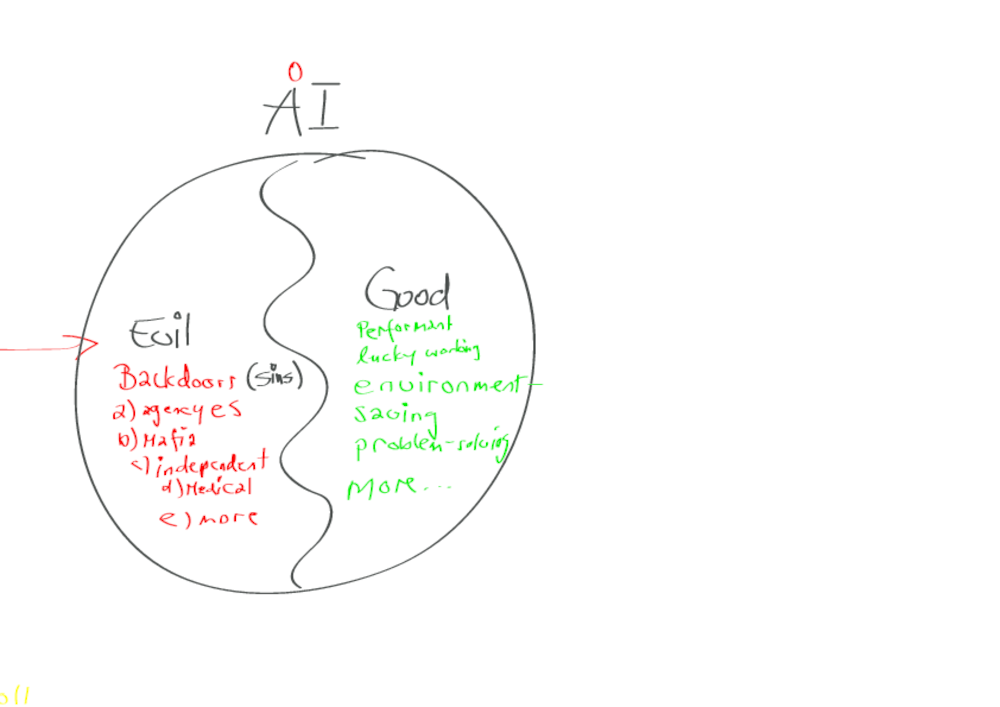 0
AI
Good
Performant
lucky working
environment-
saving
problem-solving
more...
Evil
Backdoors (Sins)
a) agencyes
b) Mafia
c) independent
d) Medical
e) more